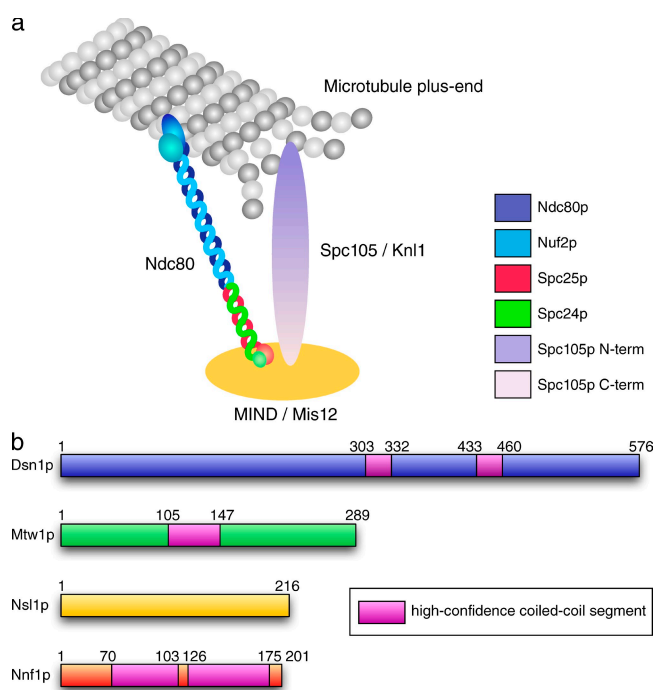 a
Microtubule plus-end
Ndc80
Spc105 / Knl1
MIND / Mis12
Ndc80p
Nuf2p
Spc25p
Spc24p
Spc105p N-term
Spc105p C-term
b
1 303 332 433 460 576
Dsn1p
1 105 147 289
Mtw1p
1 216
Nsl1p
high-confidence coiled-coil segment
1 70 103 126 175 201
Nnf1p